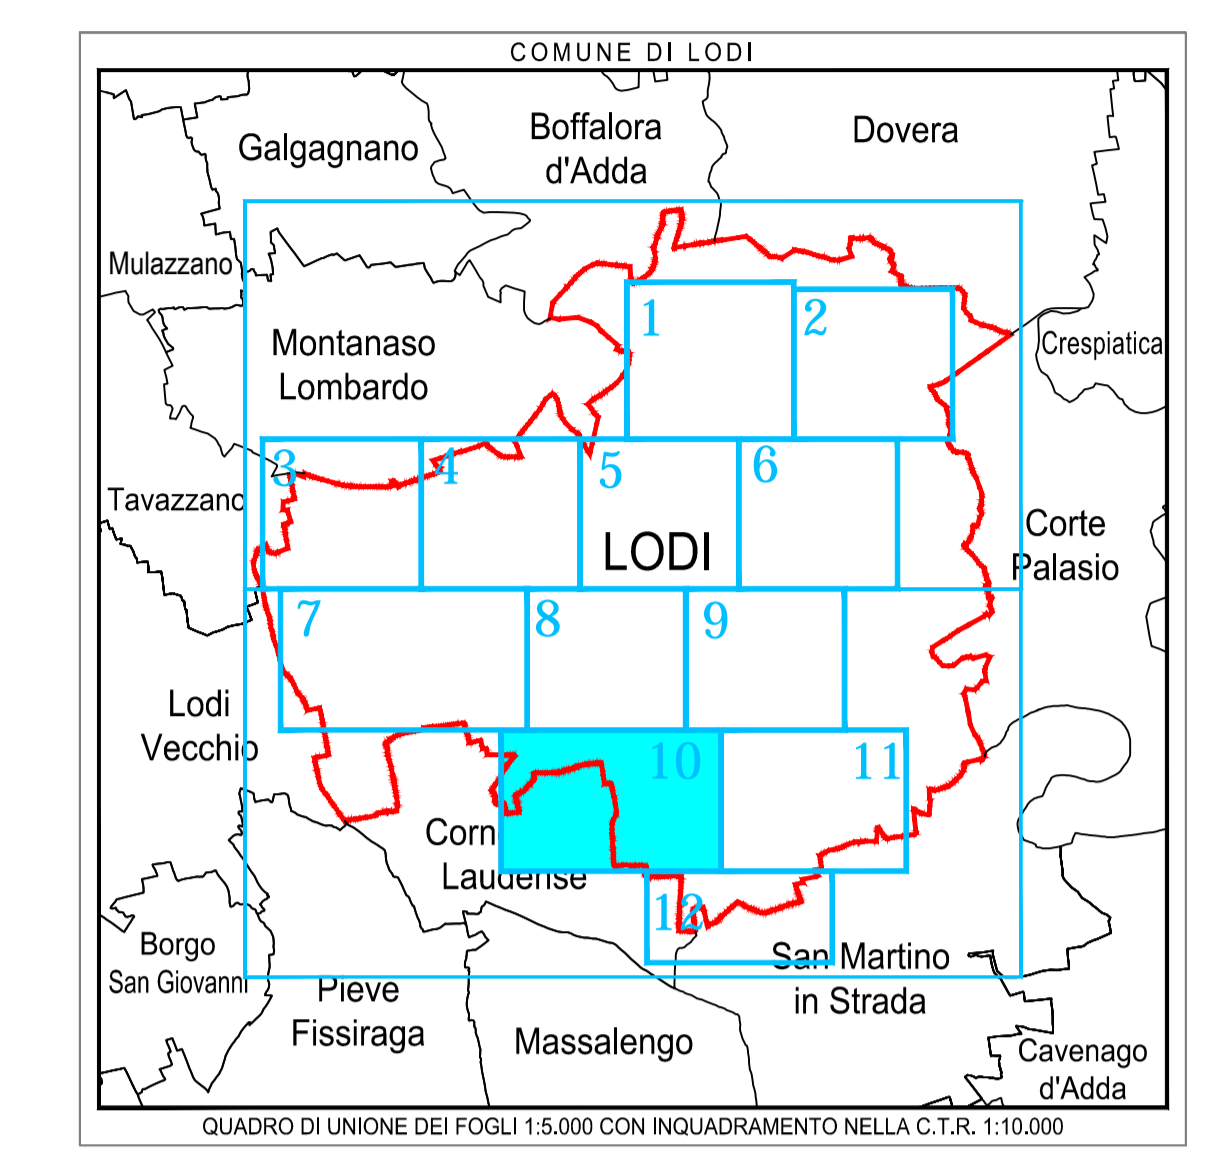 COMUNE DI LODI
Galgagnano
Boffalora
d'Adda
Dovera
Mulazzano
Montanaso
Lombardo
1
2
Crespiatica
3
4
5
6
Tavazzano
LODI
Corte
Palasio
7
8
9
Lodi
Vecchio
10
11
Corn
Laudense
12
Borgo
San Giovanni
Pieve
Fissiraga
Massalengo
San Martino
in Strada
Cavenago
d'Adda
QUADRO DI UNIONE DEI FOGLI 1:5.000 CON INQUADRAMENTO NELLA C.T.R. 1:10.000